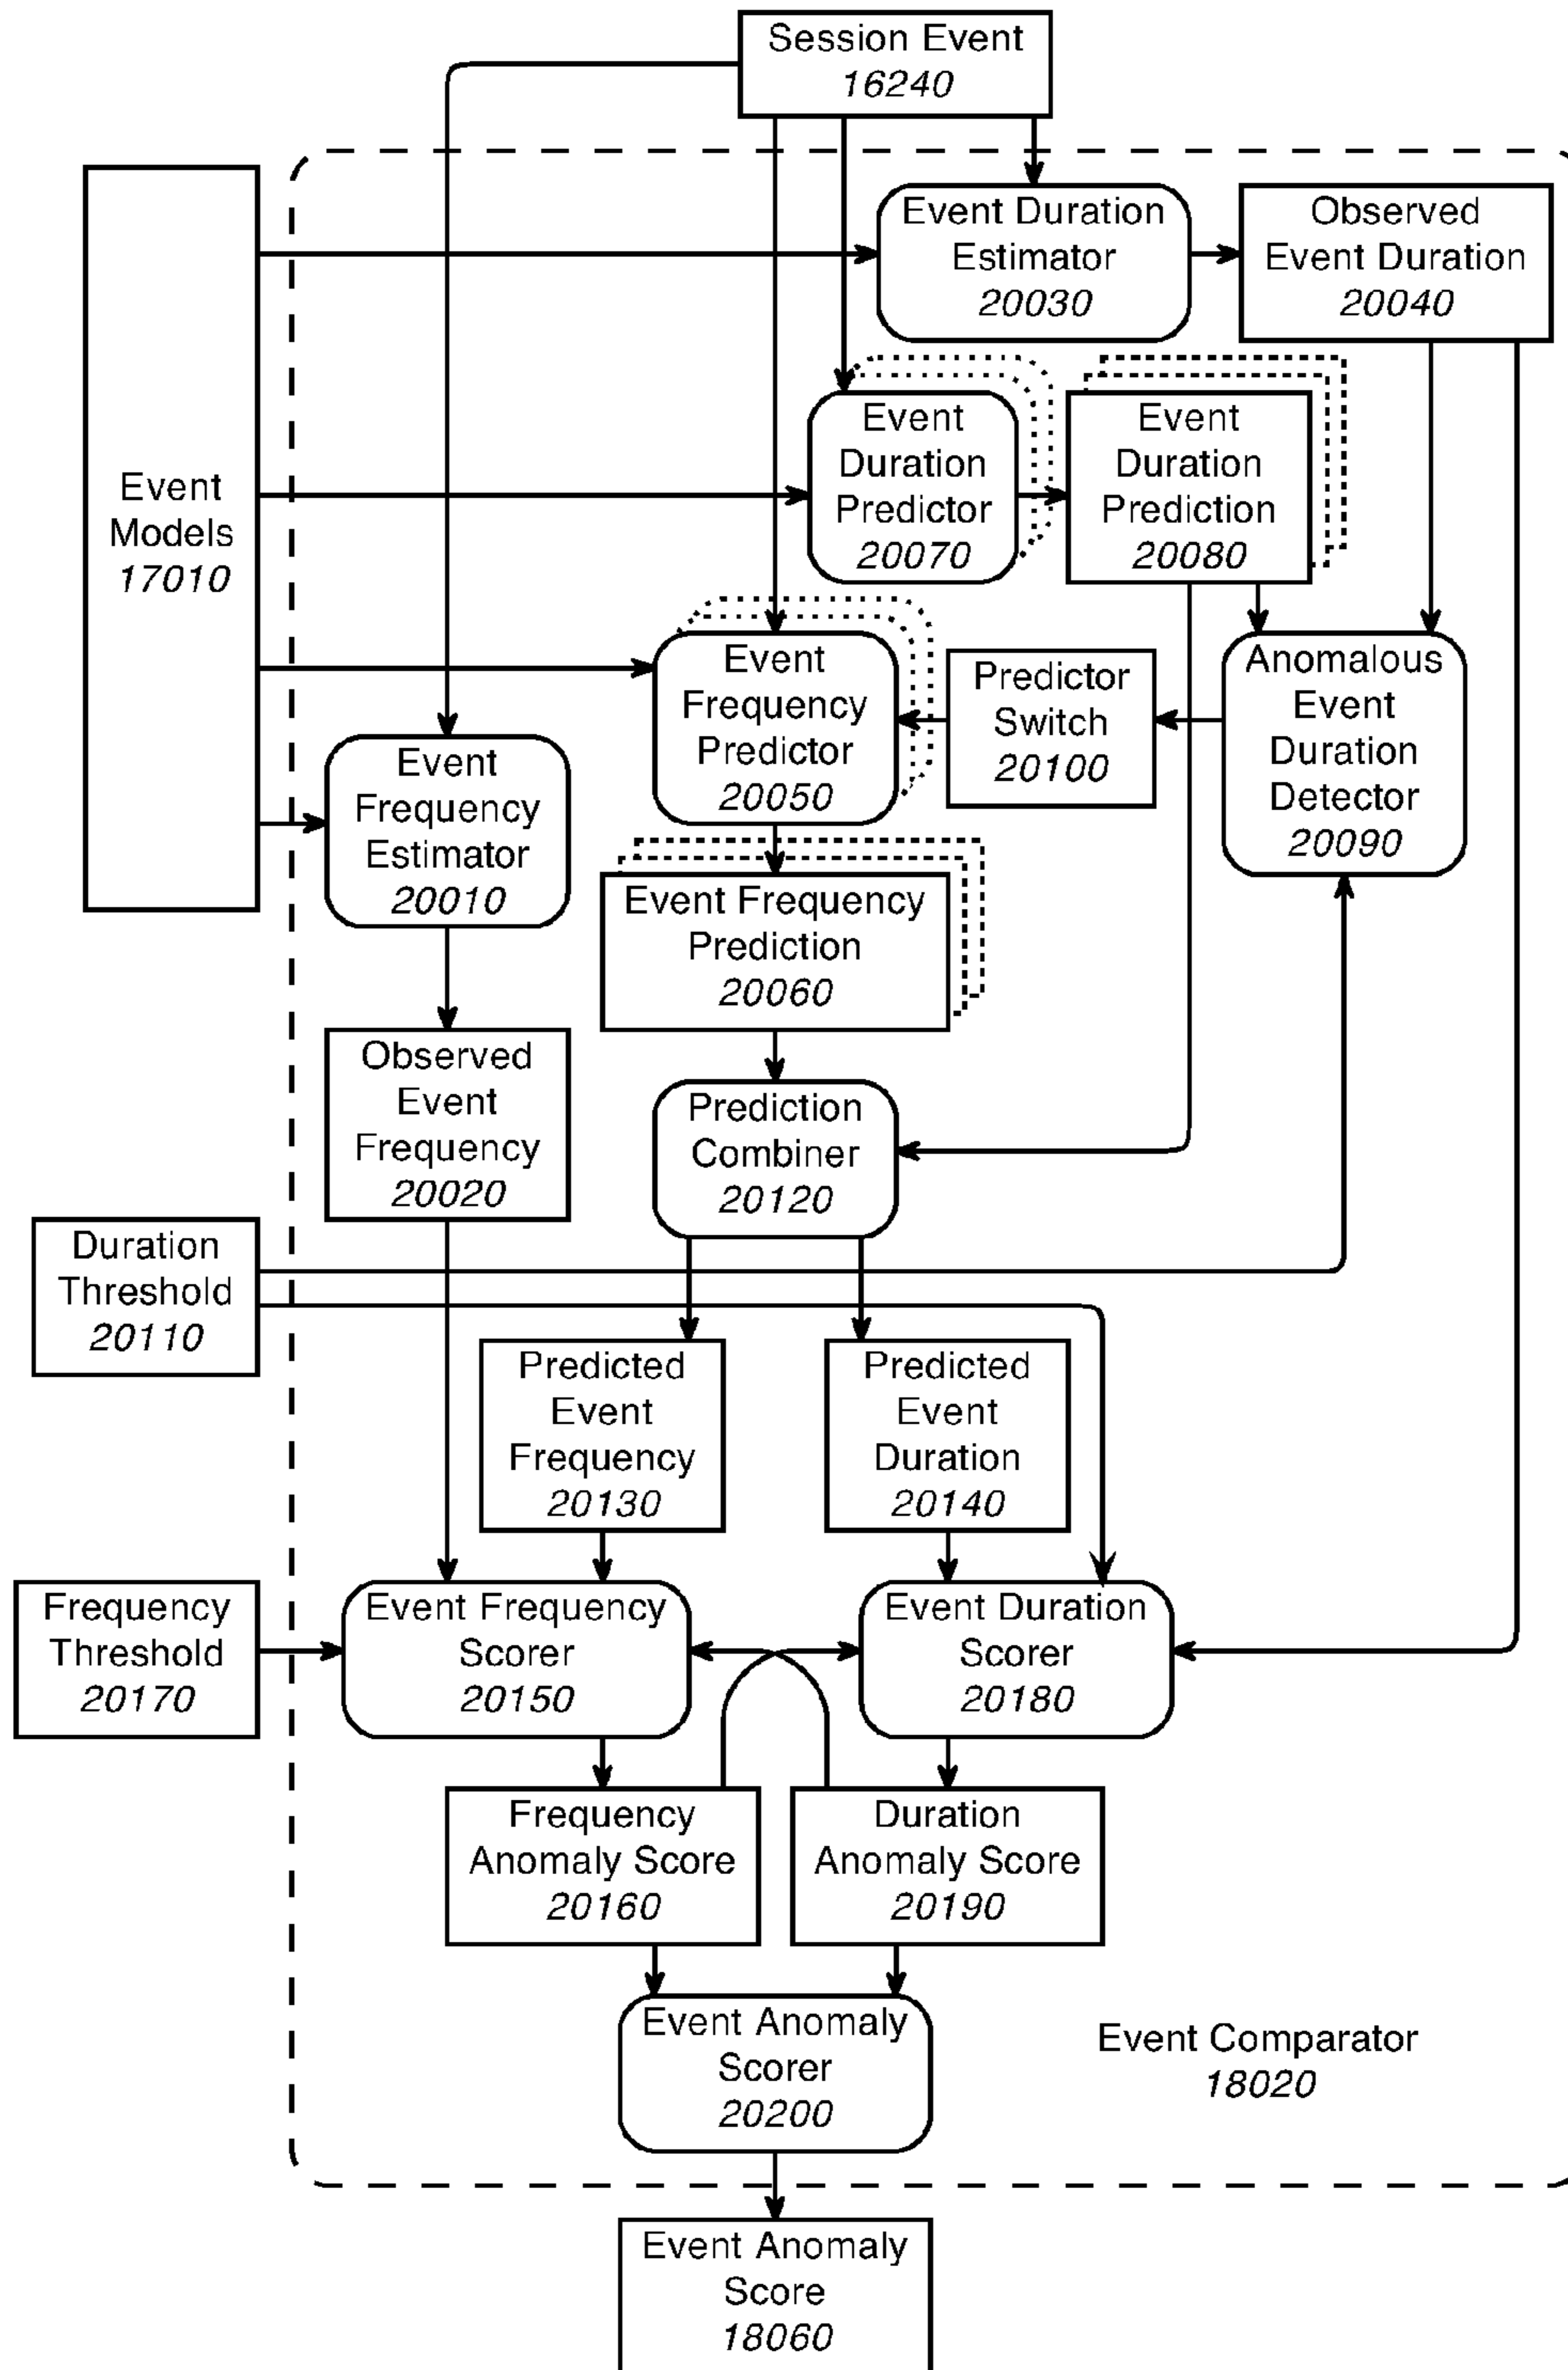 Session Event
16240
Event Duration
Estimator
20030
Observed
Event Duration
20040
Event
Models
17010
Event
Duration
Predictor
20070
Event
Duration
Prediction
20080
Event
Frequency
Predictor
20050
Predictor
Switch
20100
Anomalous
Event
Duration
Detector
20090
Event
Frequency
Estimator
20010
Event Frequency
Prediction
20060
Observed
Event
Frequency
20020
Prediction
Combiner
20120
Duration
Threshold
20110
Predicted
Event
Frequency
20130
Predicted
Event
Duration
20140
Frequency
Threshold
20170
Event Frequency
Scorer
20150
Event Duration
Scorer
20180
Frequency
Anomaly Score
20160
Duration
Anomaly Score
20190
Event Anomaly
Scorer
20200
Event Comparator
18020
Event Anomaly
Score
18060